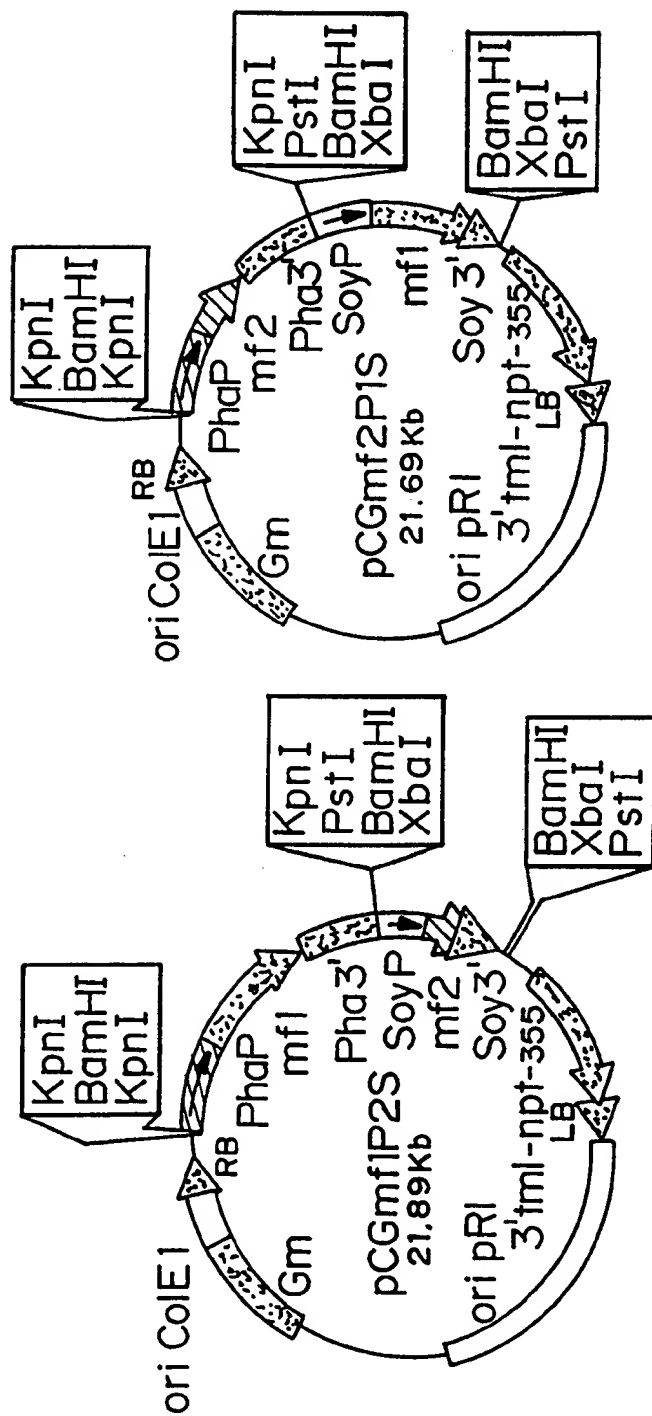 KpnI
BamHI
KpnI
ori ColE1
RB
PhaP
mf1
Pha3'
KpnI
PstI
BamHI
XbaI
SoyP
mf2
Soy3'
BamHI
XbaI
PstI
Gm
pCGmf1P2S
21.89Kb
ori pRI
3'tml-npt-355
LB
KpnI
BamHI
KpnI
ori ColE1
RB
PhaP
mf2
Pha3'
KpnI
PstI
BamHI
XbaI
SoyP
mf1
Soy 3'
BamHI
XbaI
PstI
Gm
pCGmf2P1S
21.69Kb
ori pRI
3'tml-npt-355
LB